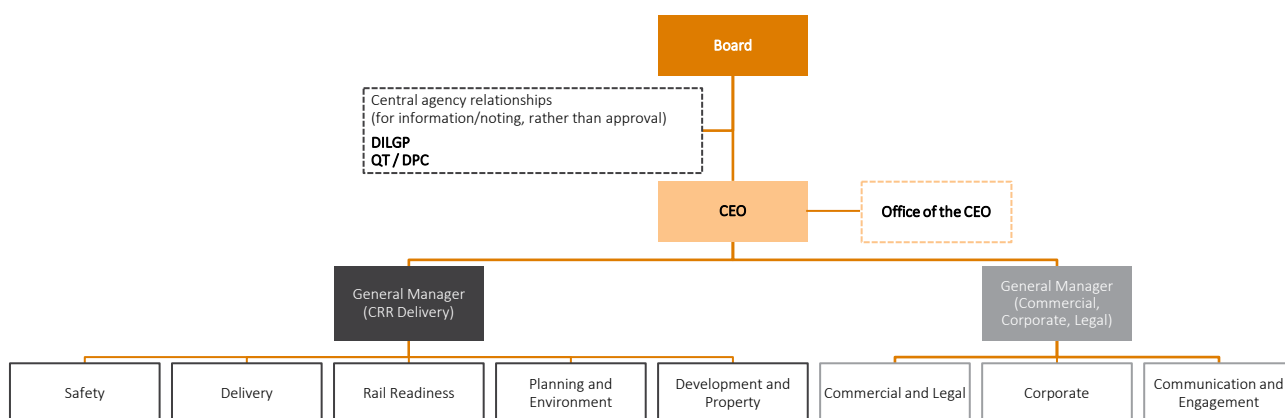 Board
Central agency relationships
(for information/noting, rather than approval)
DILGP
QT / DPC
CEO
Office of the CEO
General Manager
(CRR Delivery)
General Manager
(Commercial,
Corporate, Legal)
Safety
Delivery
Rail Readiness
Planning and
Environment
Development and
Property
Commercial and Legal
Corporate
Communication and
Engagement